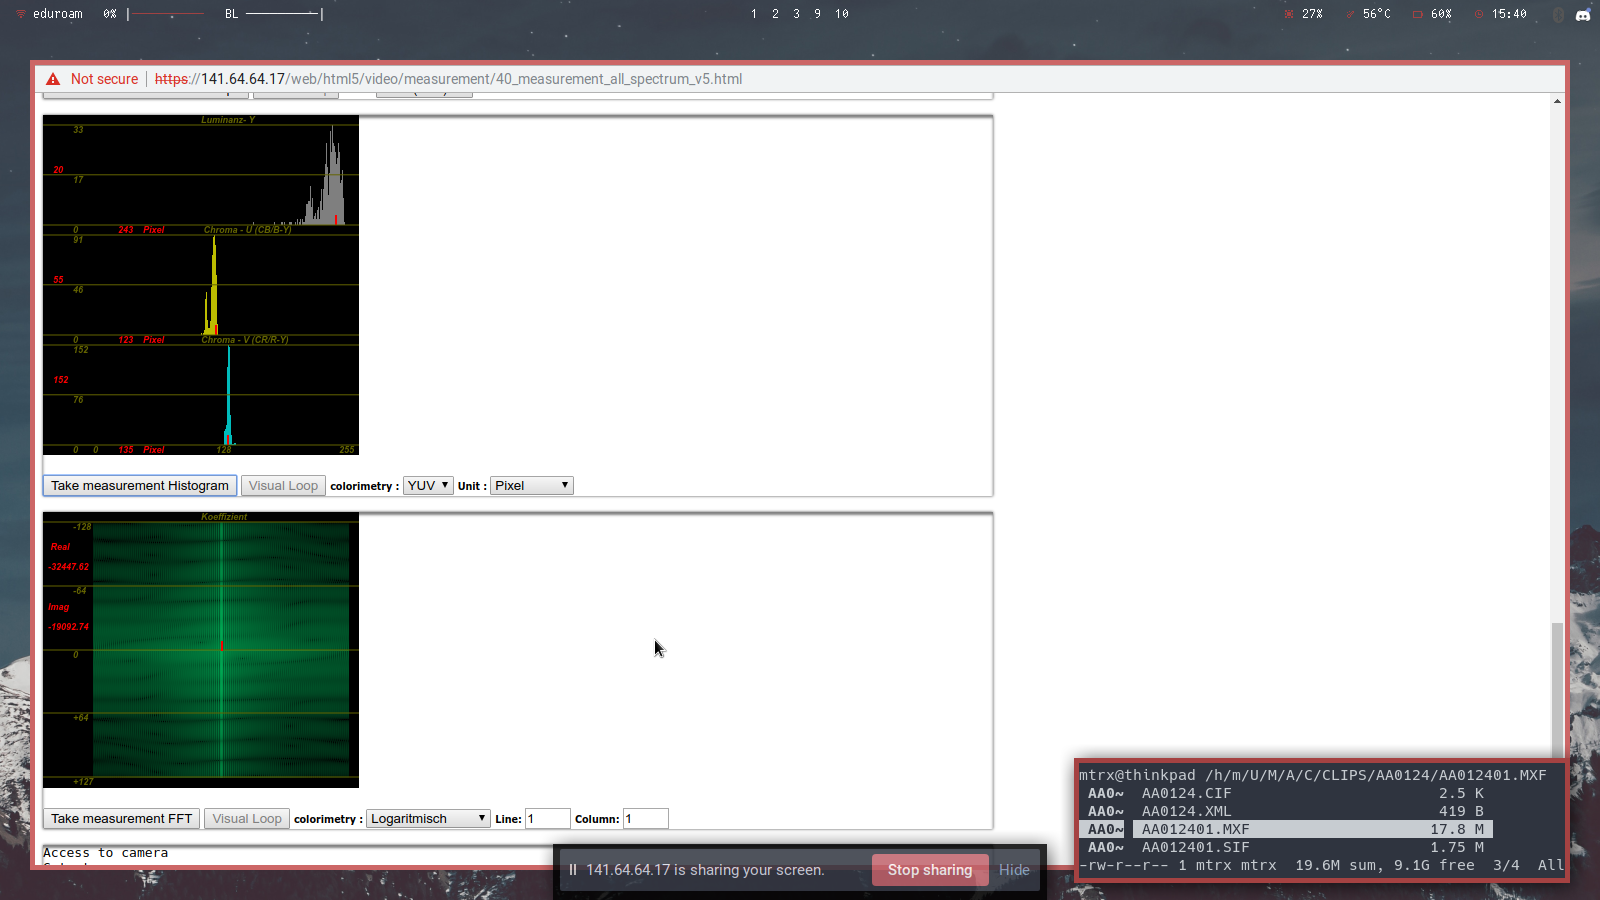 eduroam 0% BL 1 2 3 9 10 27% 56°C 60% 15:40
Not secure https://141.64.64.17/web/html5/video/measurement/40_measurement_all_spectrum_v5.html
Luminanz- Y
33
20
17
0 243 Pixel Chroma - U (CB/B-Y)
91
55
46
0 123 Pixel Chroma - V (CR/R-Y)
152
152
76
0 0 135 Pixel 128 255
Take measurement Histogram Visual Loop colorimetry : YUV Unit : Pixel
Koeffizient
-128
Real
-32447.62
-64
Imag
-19092.74
0
+64
+127
Take measurement FFT Visual Loop colorimetry : Logaritmisch Line: 1 Column: 1
Access to camera
141.64.64.17 is sharing your screen. Stop sharing Hide
mtrx@thinkpad /h/m/U/M/A/C/CLIPS/AA0124/AA012401.MXF
AA0~ AA0124.CIF 2.5 K
AA0~ AA0124.XML 419 B
AA0~ AA012401.MXF 17.8 M
AA0~ AA012401.SIF 1.75 M
-rw-r--r-- 1 mtrx mtrx 19.6M sum, 9.1G free 3/4 All